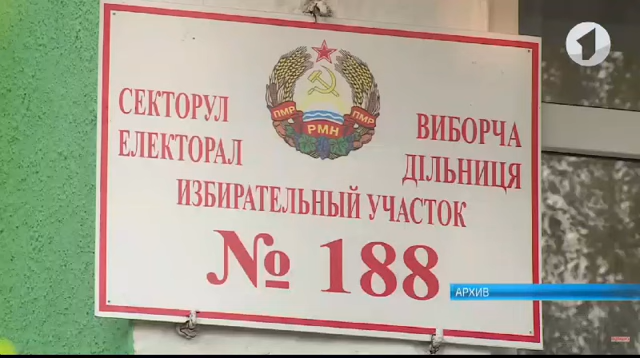 1
СЕКТОРУЛ
ЕЛЕКТОРАЛ
ПМР РМН ПМР
ВИБОРЧА
ДІЛЬНИЦЯ
ИЗБИРАТЕЛЬНЫЙ УЧАСТОК
№ 188
АРХИВ